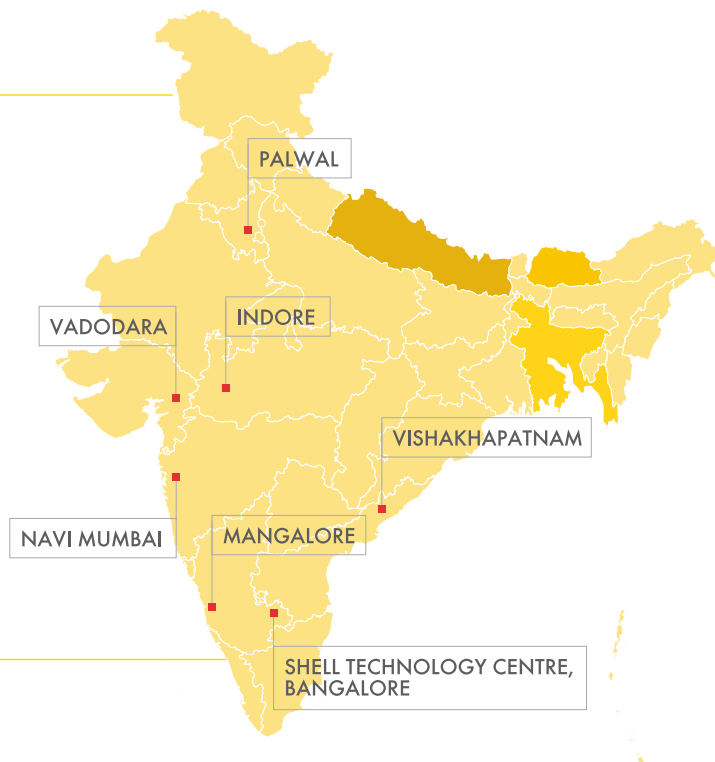 PALWAL
INDORE
VADODARA
VISHAKHAPATNAM
NAVI MUMBAI
MANGALORE
SHELL TECHNOLOGY CENTRE,
BANGALORE